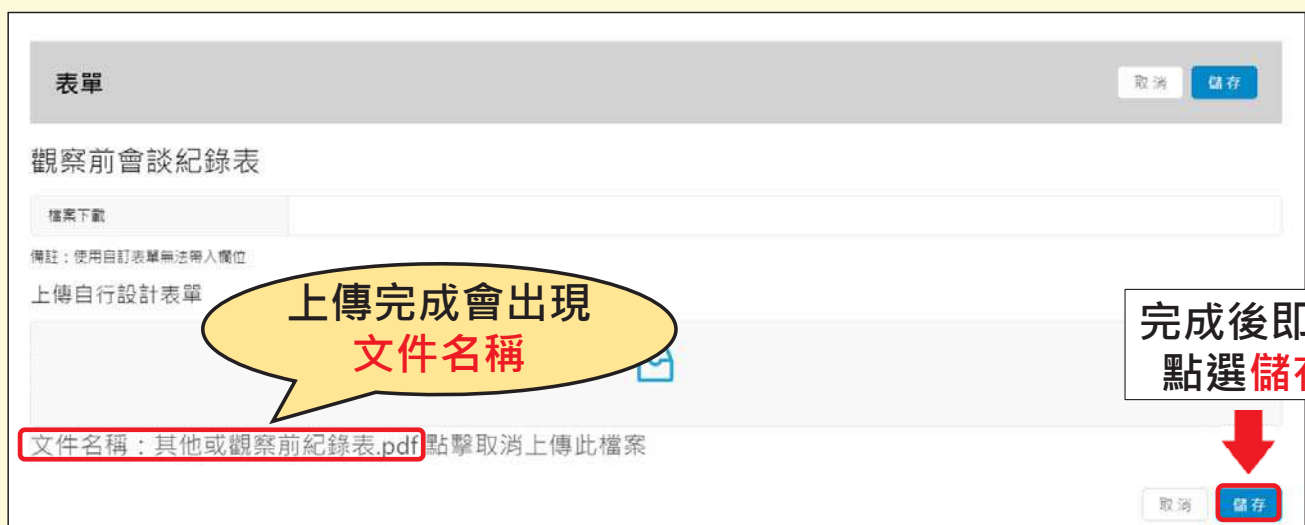 表單
取消
儲存
觀察前會談紀錄表
檔案下載
備註：使用自訂表單無法帶入欄位
上傳自行設計表單
上傳完成會出現
文件名稱
完成後即
點選儲存
文件名稱：其他或觀察前紀錄表.pdf 點擊取消上傳此檔案
取消
儲存